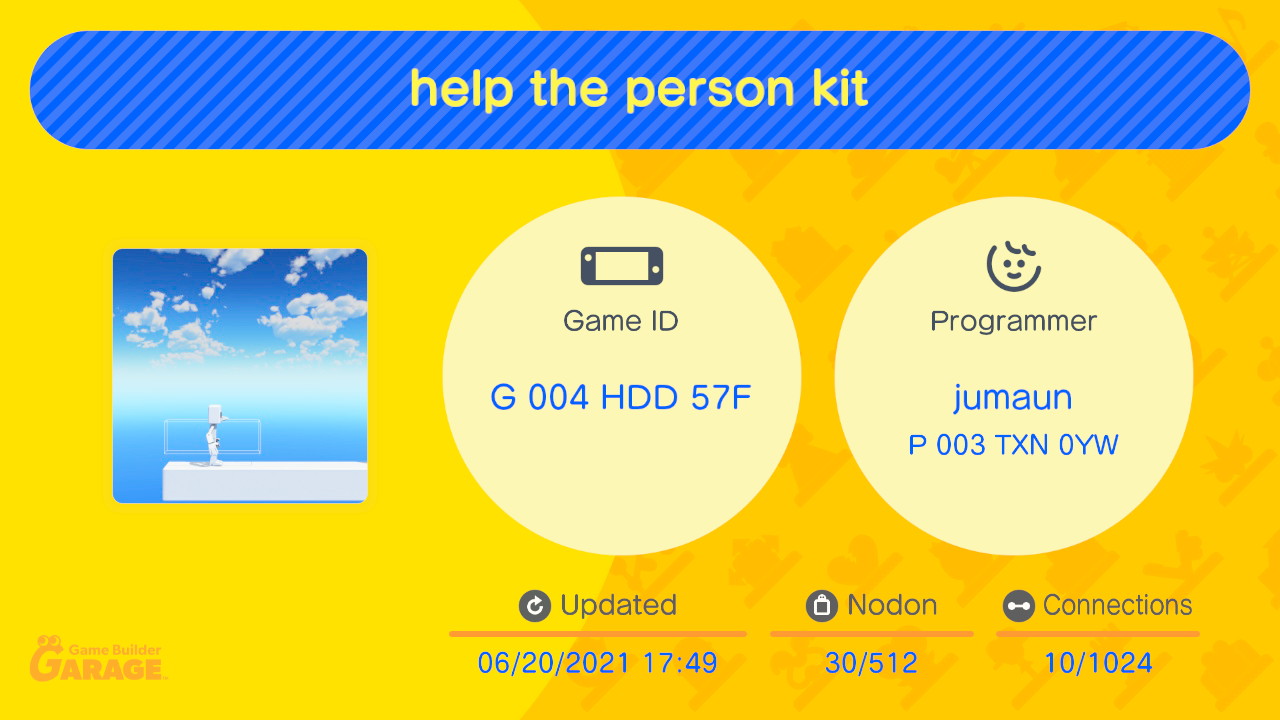 help the person kit
Game ID
G 004 HDD 57F
Programmer
jumaun
P 003 TXN 0YW
Updated
06/20/2021 17:49
Nodon
30/512
Connections
10/1024
Game Builder
GARAGE